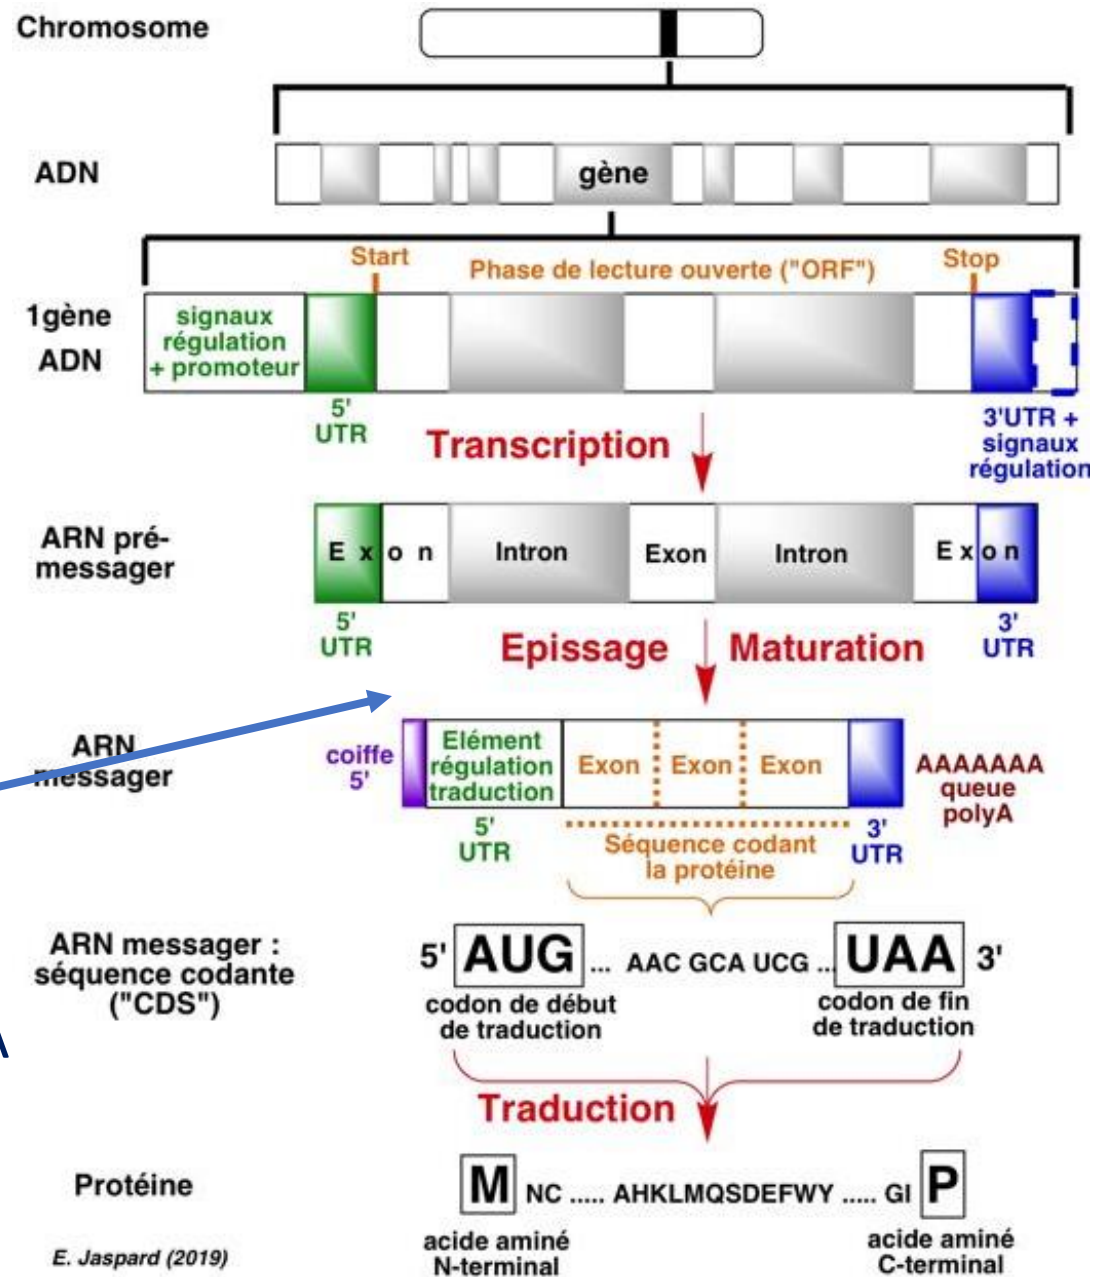 Chromosome
ADN
gène
Start
Phase de lecture ouverte ("ORF")
Stop
1gène
ADN
signaux
régulation
+ promoteur
5'
UTR
3'UTR +
signaux
régulation
Transcription
ARN pré-
messager
Exon
Intron
Exon
Intron
Exon
5'
UTR
3'
UTR
Epissage
Maturation
ARN
messager
coiffe
5'
Elément
régulation
traduction
Exon
Exon
Exon
AAAAAAA
queue
polyA
5'
UTR
Séquence codant
la protéine
3'
UTR
ARN messager :
séquence codante
("CDS")
5' AUG ... AAC GCA UCG ... UAA 3'
codon de début
de traduction
codon de fin
de traduction
Traduction
Protéine
M NC ..... AHKLMQSDEFWY ..... GI P
acide aminé
N-terminal
acide aminé
C-terminal
E. Jaspard (2019)